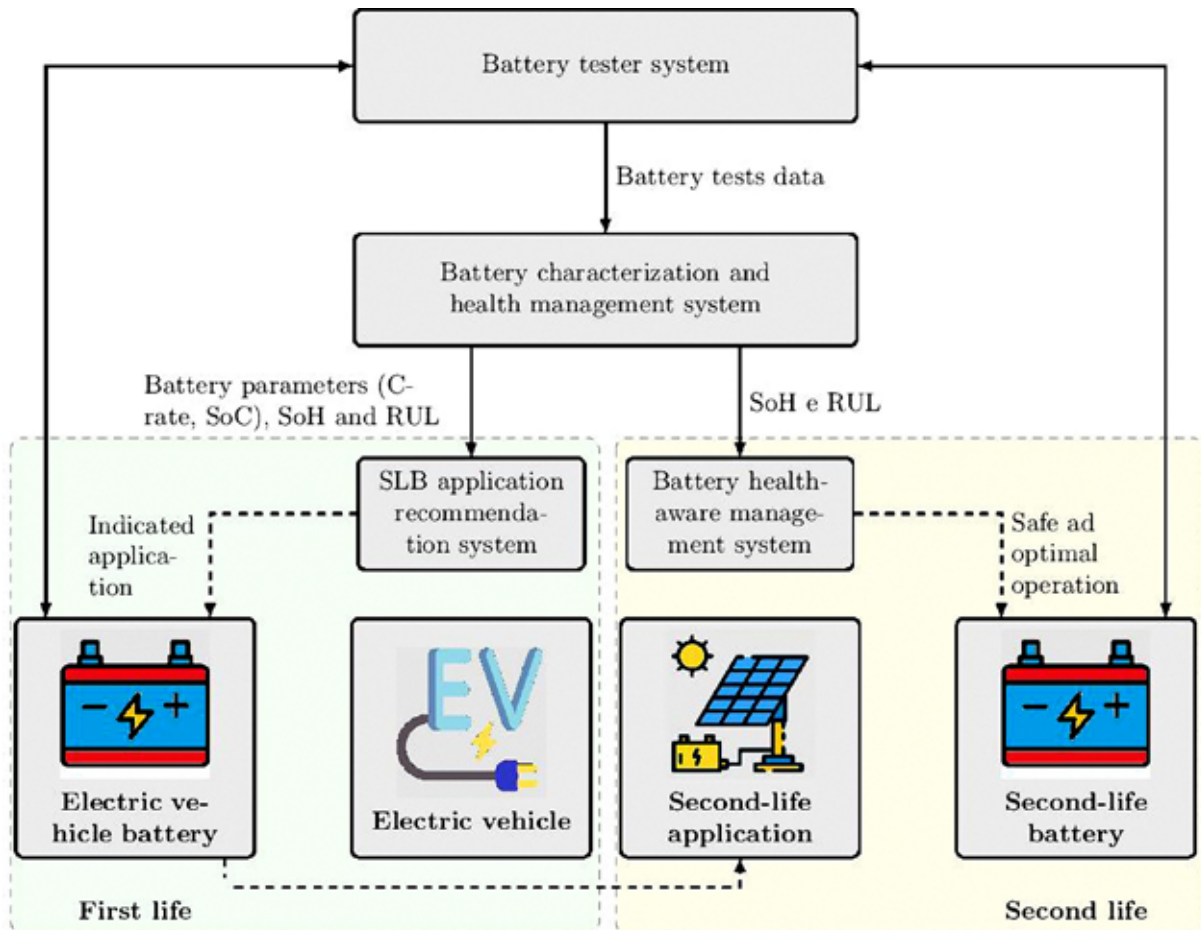 Battery tester system
Battery tests data
Battery characterization and
health management system
Battery parameters (C-
rate, SoC), SoH and RUL
SoH e RUL
SLB application
recommenda-
tion system
Battery health-
aware manage-
ment system
Indicated
applica-
tion
Safe ad
optimal
operation
EV
Electric ve-
hicle battery
Electric vehicle
Second-life
application
Second-life
battery
First life
Second life